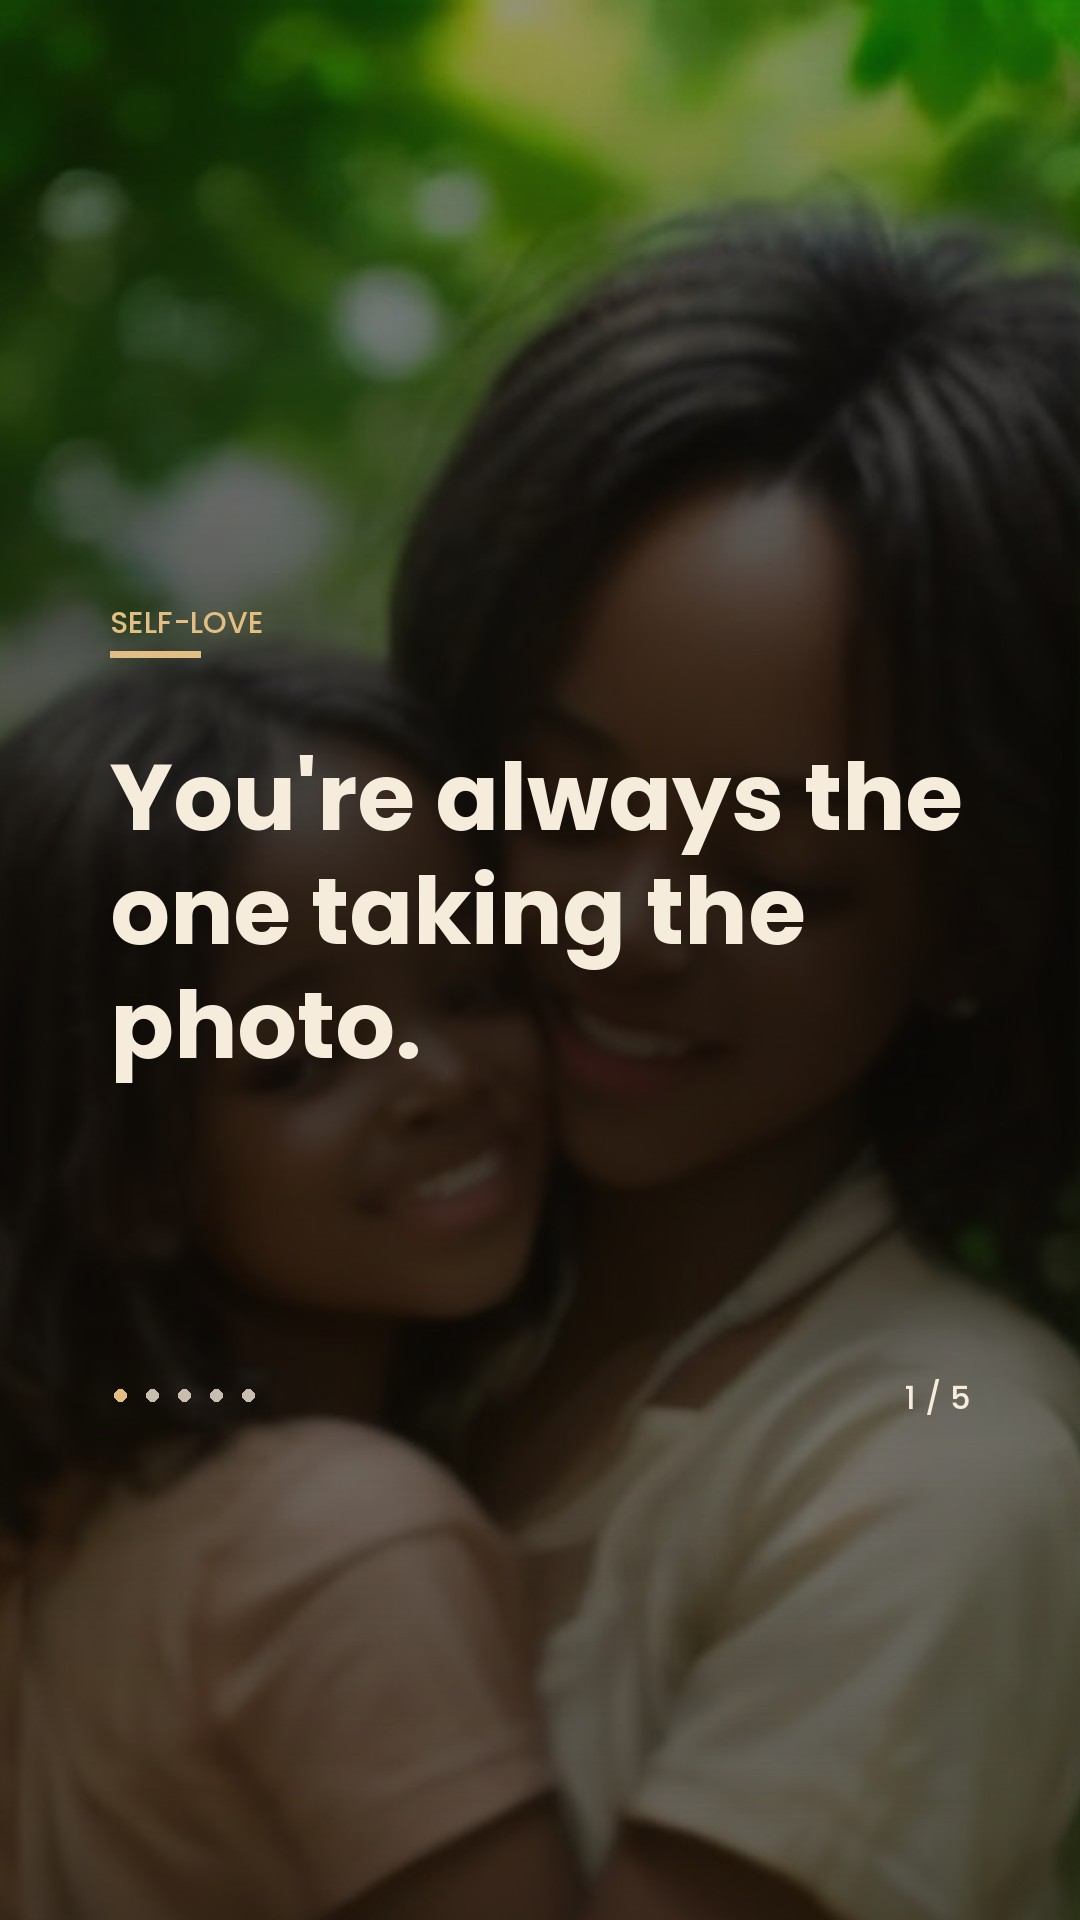 SELF-LOVE
You're always the
one taking the
photo.
1 / 5